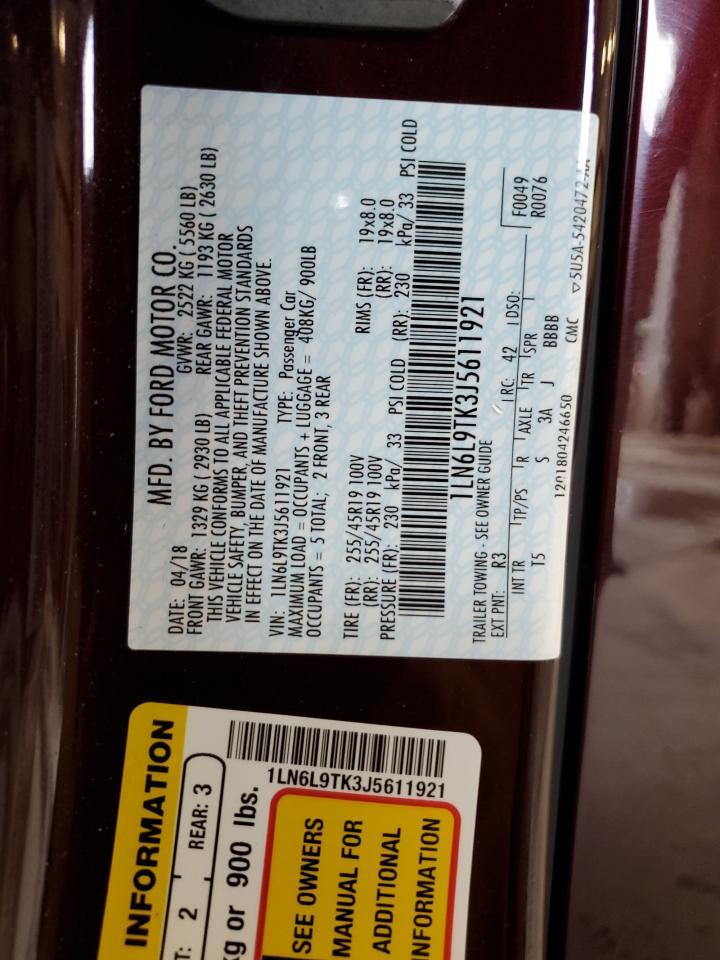 MFD. BY FORD MOTOR CO.
DATE: 04/18 GVWR: 2522 KG ( 5560 LB)
FRONT GAWR: 1329 KG ( 2930 LB) REAR GAWR: 1193 KG ( 2630 LB)
THIS VEHICLE CONFORMS TO ALL APPLICABLE FEDERAL MOTOR
VEHICLE SAFETY, BUMPER, AND THEFT PREVENTION STANDARDS
IN EFFECT ON THE DATE OF MANUFACTURE SHOWN ABOVE.
VIN: 1LN6L9TK3J5611921 TYPE: Passenger Car
MAXIMUM LOAD = OCCUPANTS + LUGGAGE = 408KG/ 900LB
OCCUPANTS = 5 TOTAL; 2 FRONT, 3 REAR
TIRE (FR): 255/45R19 100V RIMS (FR): 19x8.0
(RR): 255/45R19 100V (RR): 19x8.0
PRESSURE (FR): 230 kPa/ 33 PSI COLD (RR): 230 kPa/ 33 PSI COLD
1LN6L9TK3J5611921
TRAILER TOWING - SEE OWNER GUIDE
EXT PNT: R3 RC: 42 DSO: F0049
R0076
INT TR TP/PS R AXLE TR SPR
T5 S 3A J BBBB
CMC ▽5U5A-5420472-
1201804246650
INFORMATION
T: 2 REAR: 3
kg or 900 lbs.
1LN6L9TK3J5611921
SEE OWNERS
MANUAL FOR
ADDITIONAL
INFORMATION